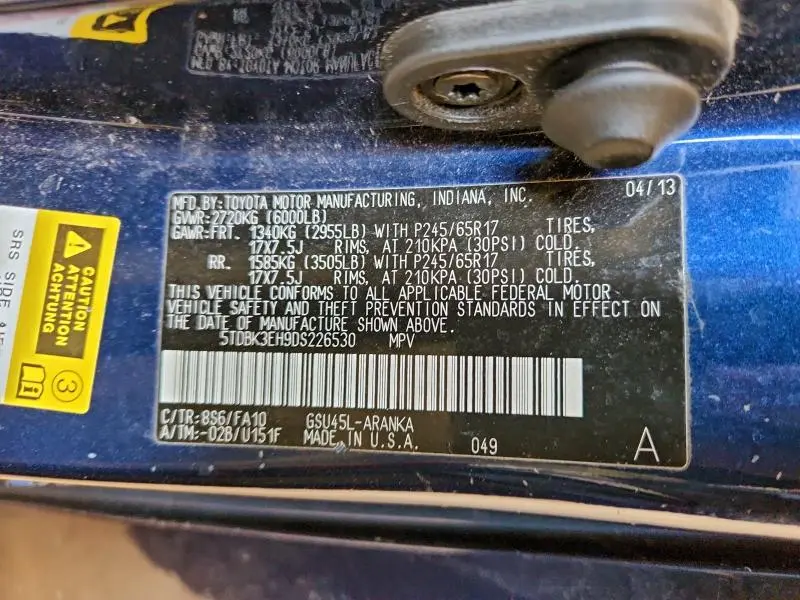 MFD.BY:TOYOTA MOTOR MANUFACTURING, INDIANA, INC. 04/13
GVWR:2720KG (6000LB)
GAWR:FRT. 1340KG (2955LB) WITH P245/65R17 TIRES,
17X7.5J RIMS, AT 210KPA (30PSI) COLD.
RR. 1585KG (3505LB) WITH P245/65R17 TIRES,
17X7.5J RIMS, AT 210KPA (30PSI) COLD.
THIS VEHICLE CONFORMS TO ALL APPLICABLE FEDERAL MOTOR
VEHICLE SAFETY AND THEFT PREVENTION STANDARDS IN EFFECT ON
THE DATE OF MANUFACTURE SHOWN ABOVE.
5TDBK3EH9DS226530 MPV
C/TR:8S6/FA10 GSU45L-ARANKA
A/TM:-02B/U151F MADE IN U.S.A. 049 A
CAUTION
ATTENTION
ACHTUNG
SRS SIDE
3